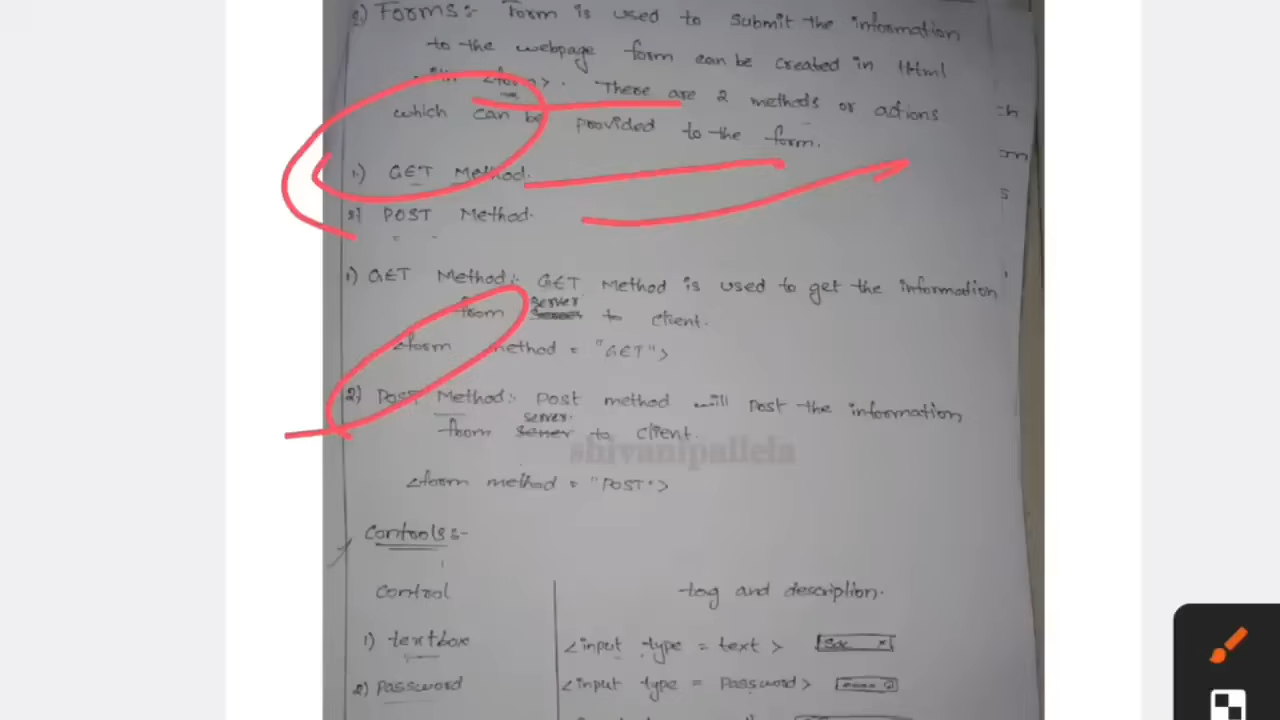 g) Forms:- Form is used to submit the information
to the webpage form can be created in Html
<form>. There are 2 methods or actions
which can be provided to the form.
1.) GET Method.
2) POST Method.
1) GET Method:- GET Method is used to get the information
from server to client.
<form method = "GET">
2) POST Method:- Post method will post the information
from server to client.
shivanipallela
<form method = "POST">
Controls:-
control
tag and description.
1) textbox
<input type = text >
2) Password
<input type = Password>